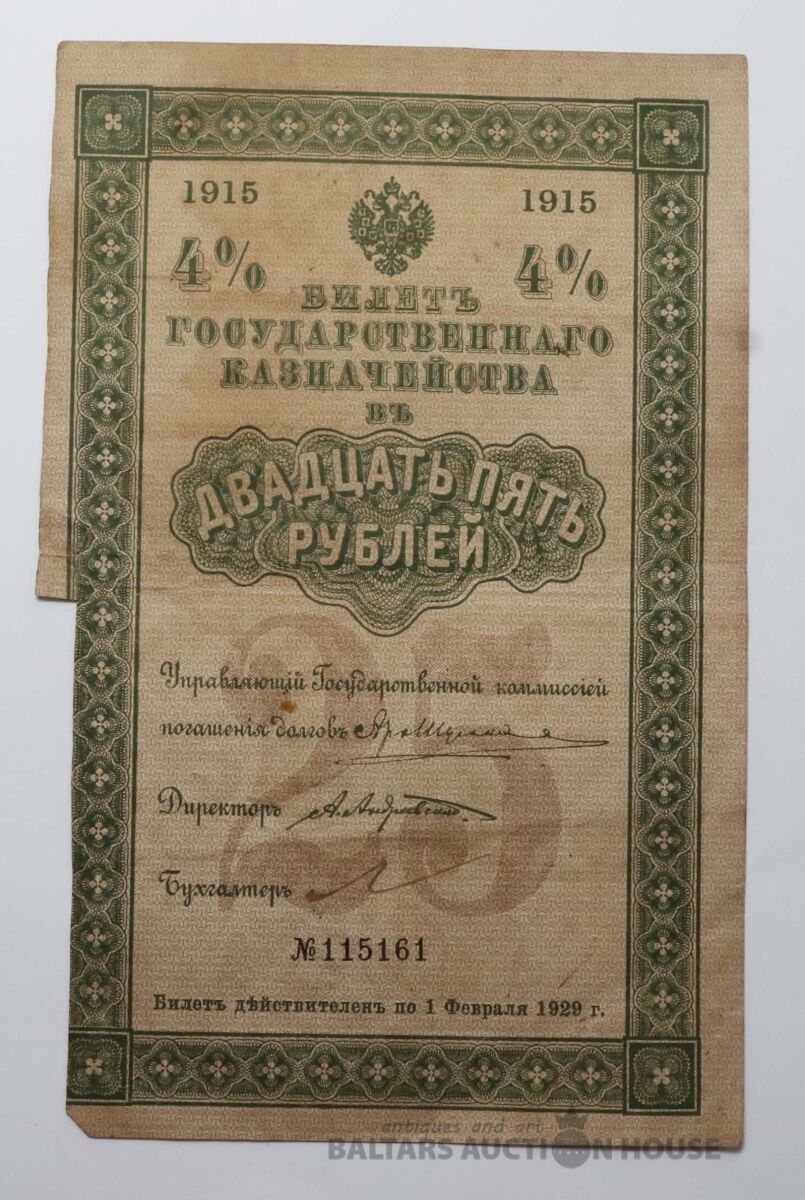 1915 1915
4% 4%
БИЛЕТЪ
ГОСУДАРСТВЕННАГО
КАЗНАЧЕЙСТВА
ВЪ
ДВАДЦАТЬ ПЯТЬ
РУБЛЕЙ
25
Управляющій Государственной коммиссіей
погашенія долговъ
Директоръ
Бухгалтеръ
№115161
Билетъ дѣйствителенъ по 1 Февраля 1929 г.
antiques and art
BALTARS AUCTION HOUSE